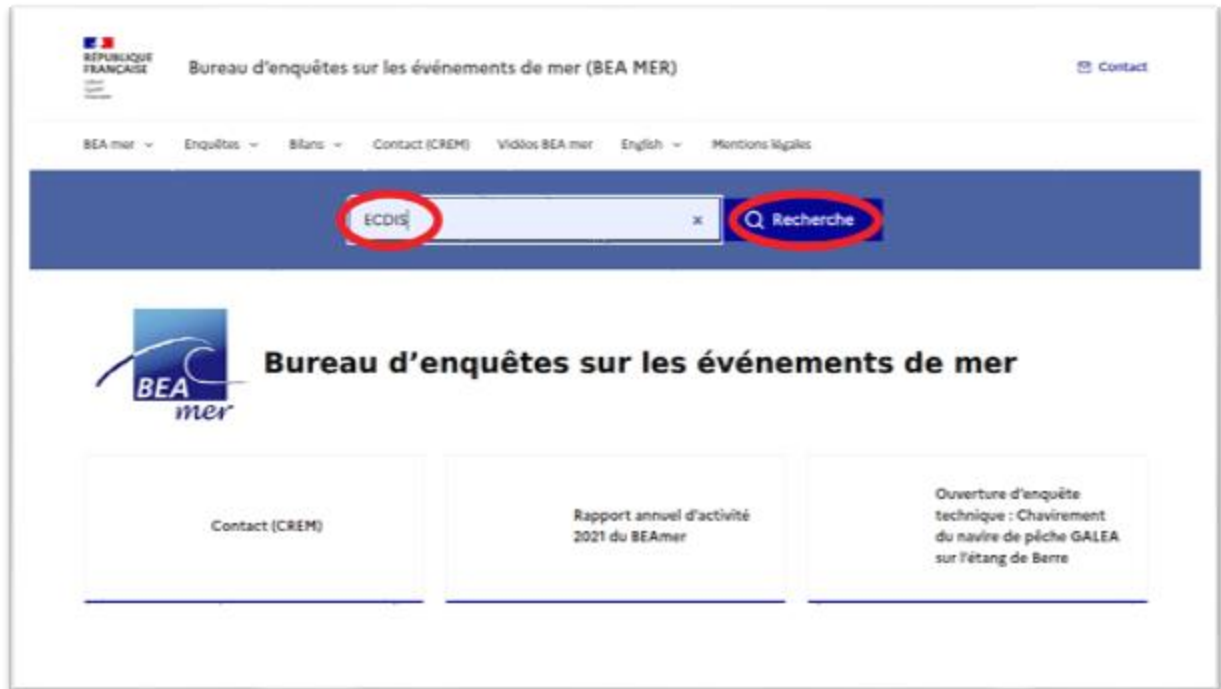 RÉPUBLIQUE
FRANÇAISE
Bureau d'enquêtes sur les événements de mer (BEA MER)
Contact
BEA mer Enquêtes Bilans Contact (CREM) Vidéos BEA mer English Mentions légales
ECDIS × Recherche
BEA
mer
Bureau d'enquêtes sur les événements de mer
Contact (CREM)
Rapport annuel d'activité
2021 du BEAmer
Ouverture d'enquête
technique : Chavirement
du navire de pêche GALEA
sur l'étang de Berre